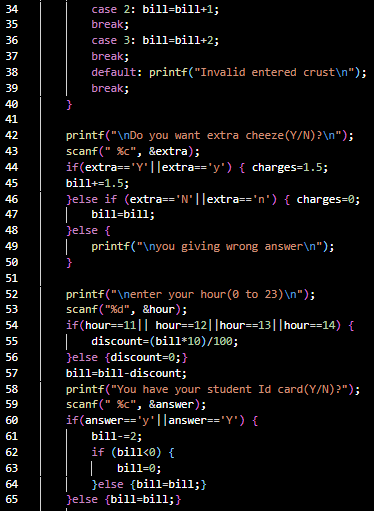 34 case 2: bill=bill+1;
35 break;
36 case 3: bill=bill+2;
37 break;
38 default: printf("Invalid entered crust\n");
39 break;
40 }
41
42 printf("\nDo you want extra cheeze(Y/N)?\n");
43 scanf(" %c", &extra);
44 if(extra=='Y'||extra=='y') { charges=1.5;
45 bill+=1.5;
46 }else if (extra=='N'||extra=='n') { charges=0;
47 bill=bill;
48 }else {
49 printf("\nyou giving wrong answer\n");
50 }
51
52 printf("\nenter your hour(0 to 23)\n");
53 scanf("%d", &hour);
54 if(hour==11|| hour==12||hour==13||hour==14) {
55 discount=(bill*10)/100;
56 }else {discount=0;}
57 bill=bill-discount;
58 printf("You have your student Id card(Y/N)?");
59 scanf(" %c", &answer);
60 if(answer=='y'||answer=='Y') {
61 bill-=2;
62 if (bill<0) {
63 bill=0;
64 }else {bill=bill;}
65 }else {bill=bill;}